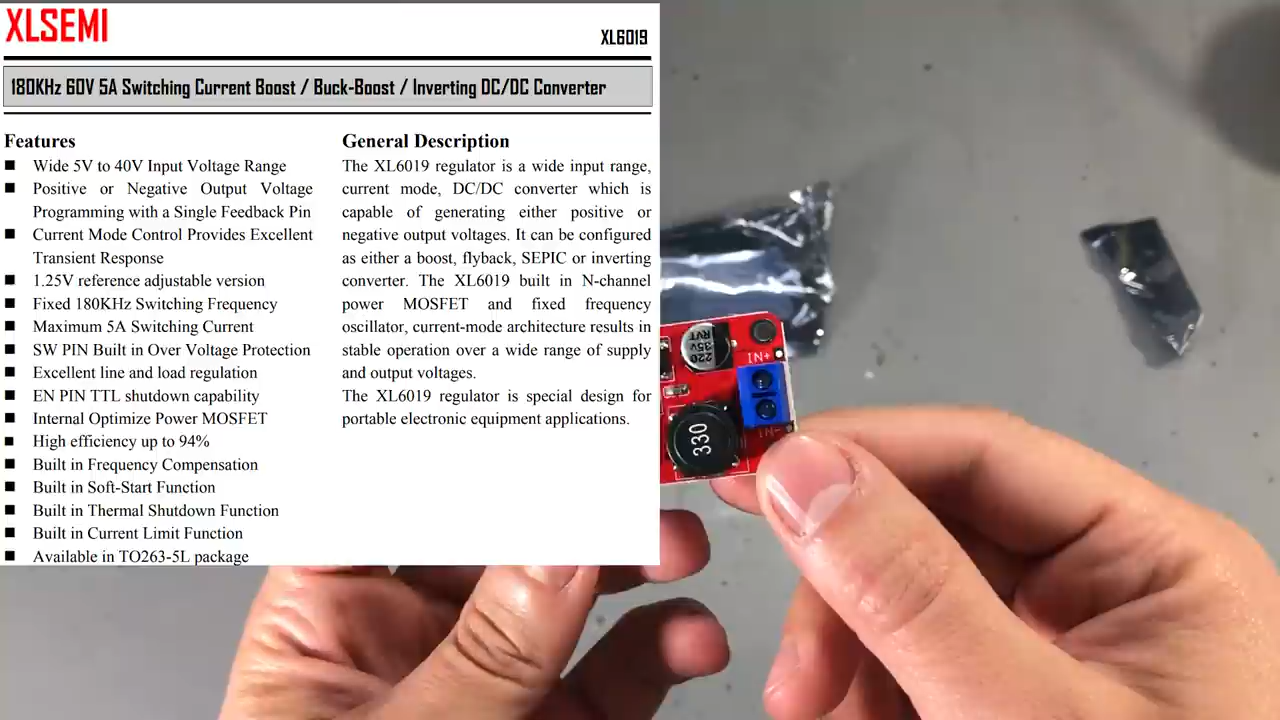 XLSEMI
XL6019
180KHz 60V 5A Switching Current Boost / Buck-Boost / Inverting DC/DC Converter
Features
■ Wide 5V to 40V Input Voltage Range
■ Positive or Negative Output Voltage
Programming with a Single Feedback Pin
■ Current Mode Control Provides Excellent
Transient Response
■ 1.25V reference adjustable version
■ Fixed 180KHz Switching Frequency
■ Maximum 5A Switching Current
■ SW PIN Built in Over Voltage Protection
■ Excellent line and load regulation
■ EN PIN TTL shutdown capability
■ Internal Optimize Power MOSFET
■ High efficiency up to 94%
■ Built in Frequency Compensation
■ Built in Soft-Start Function
■ Built in Thermal Shutdown Function
■ Built in Current Limit Function
■ Available in TO263-5L package
General Description
The XL6019 regulator is a wide input range,
current mode, DC/DC converter which is
capable of generating either positive or
negative output voltages. It can be configured
as either a boost, flyback, SEPIC or inverting
converter. The XL6019 built in N-channel
power MOSFET and fixed frequency
oscillator, current-mode architecture results in
stable operation over a wide range of supply
and output voltages.
The XL6019 regulator is special design for
portable electronic equipment applications.
220
35V
RVT
IN+
IN-
330